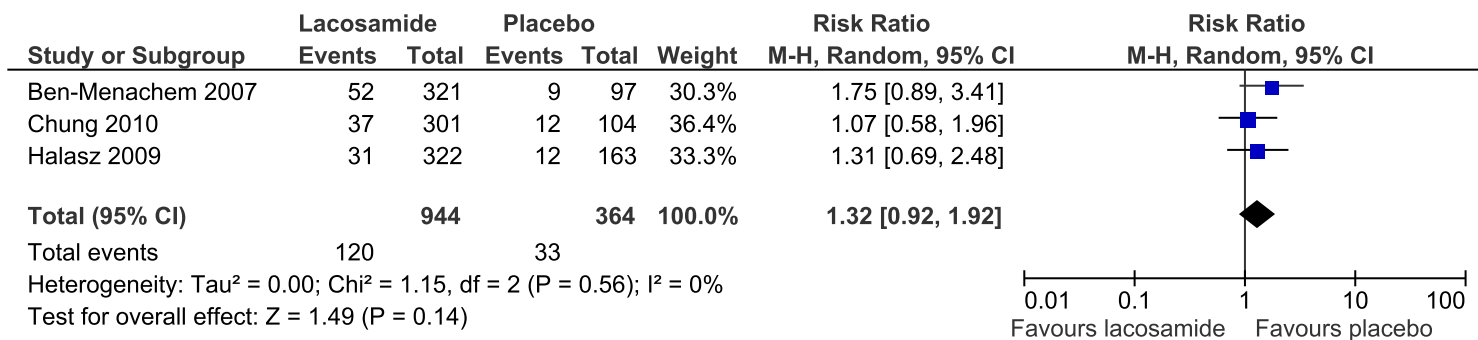 Lacosamide Placebo Risk Ratio Risk Ratio
Study or Subgroup Events Total Events Total Weight M-H, Random, 95% CI M-H, Random, 95% CI
Ben-Menachem 2007 52 321 9 97 30.3% 1.75 [0.89, 3.41]
Chung 2010 37 301 12 104 36.4% 1.07 [0.58, 1.96]
Halasz 2009 31 322 12 163 33.3% 1.31 [0.69, 2.48]
Total (95% CI) 944 364 100.0% 1.32 [0.92, 1.92]
Total events 120 33
Heterogeneity: Tau² = 0.00; Chi² = 1.15, df = 2 (P = 0.56); I² = 0%
Test for overall effect: Z = 1.49 (P = 0.14)
0.01 0.1 1 10 100
Favours lacosamide Favours placebo